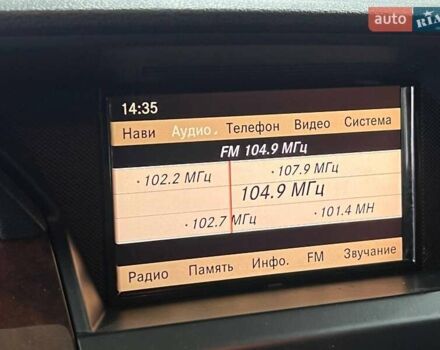 auto RIA
14:35
Нави Аудио Телефон Видео Система
FM 104.9 МГц
107.9 МГц
102.2 МГц
104.9 МГц
101.4 MH
102.7 МГц
Радио Память Инфо. FM Звучание